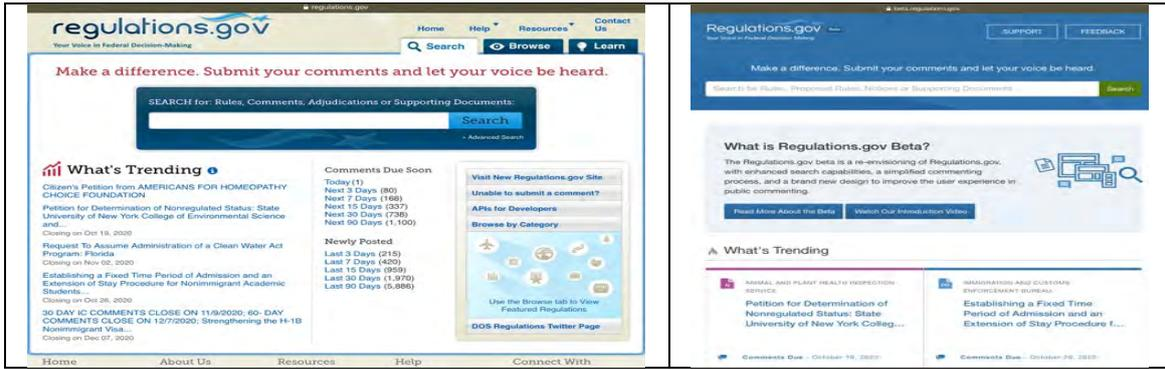 regulations.gov
regulations.gov
Your Voice in Federal Decision-Making
Home Help Resources Contact Us
Search Browse Learn
Make a difference. Submit your comments and let your voice be heard.
SEARCH for: Rules, Comments, Adjudications or Supporting Documents:
Search
» Advanced Search
What's Trending
Citizen's Petition from AMERICANS FOR HOMEOPATHY
CHOICE FOUNDATION
Petition for Determination of Nonregulated Status: State
University of New York College of Environmental Science
and...
Closing on Oct 19, 2020
Request To Assume Administration of a Clean Water Act
Program: Florida
Closing on Nov 02, 2020
Establishing a Fixed Time Period of Admission and an
Extension of Stay Procedure for Nonimmigrant Academic
Students...
Closing on Oct 26, 2020
30 DAY IC COMMENTS CLOSE ON 11/9/2020; 60- DAY
COMMENTS CLOSE ON 12/7/2020; Strengthening the H-1B
Nonimmigrant Visa...
Closing on Dec 07, 2020
Comments Due Soon
Today (1)
Next 3 Days (80)
Next 7 Days (168)
Next 15 Days (337)
Next 30 Days (738)
Next 90 Days (1,100)
Newly Posted
Last 3 Days (215)
Last 7 Days (420)
Last 15 Days (959)
Last 30 Days (1,970)
Last 90 Days (5,886)
Visit New Regulations.gov Site
Unable to submit a comment?
APIs for Developers
Browse by Category
Use the Browse tab to View
Featured Regulations
DOS Regulations Twitter Page
Home About Us Resources Help Connect With
beta.regulations.gov
Regulations.gov Beta
Your Voice in Federal Decision Making
SUPPORT FEEDBACK
Make a difference. Submit your comments and let your voice be heard.
Search for Rules, Proposed Rules, Notices or Supporting Documents
Search
What is Regulations.gov Beta?
The Regulations.gov beta is a re-envisioning of Regulations.gov,
with enhanced search capabilities, a simplified commenting
process, and a brand new design to improve the user experience in
public commenting.
Read More About the Beta Watch Our Introduction Video
What's Trending
ANIMAL AND PLANT HEALTH INSPECTION
SERVICE
Petition for Determination of
Nonregulated Status: State
University of New York Colleg...
Comments Due - October 19, 2020
IMMIGRATION AND CUSTOMS
ENFORCEMENT BUREAU
Establishing a Fixed Time
Period of Admission and an
Extension of Stay Procedure f...
Comments Due - October 26, 2020